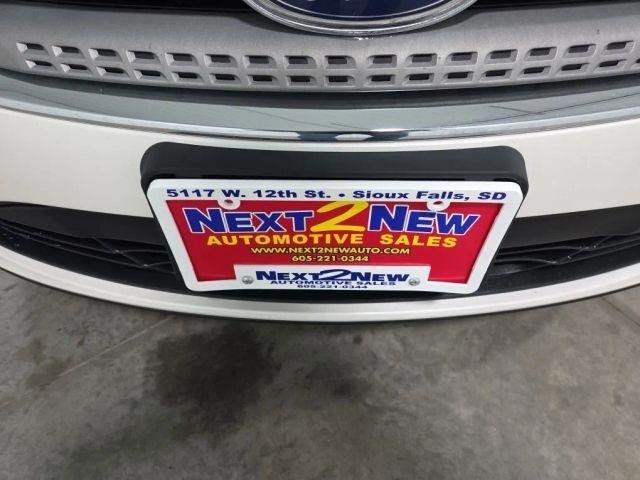 5117 W. 12th St. • Sioux Falls, SD
NEXT2NEW
AUTOMOTIVE SALES
WWW.NEXT2NEWAUTO.COM
605-221-0344
NEXT2NEW
AUTOMOTIVE SALES
605-221-0344